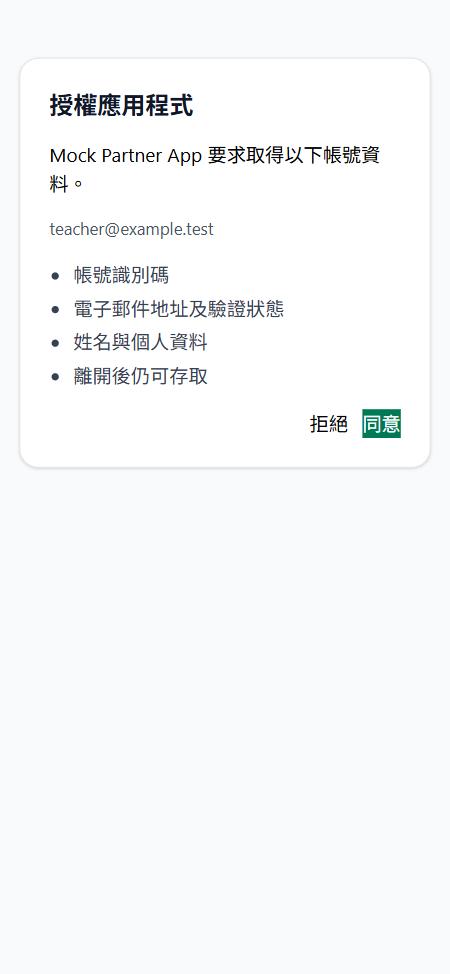 授權應用程式
Mock Partner App 要求取得以下帳號資
料。
teacher@example.test
帳號識別碼
電子郵件地址及驗證狀態
姓名與個人資料
離開後仍可存取
拒絕 同意